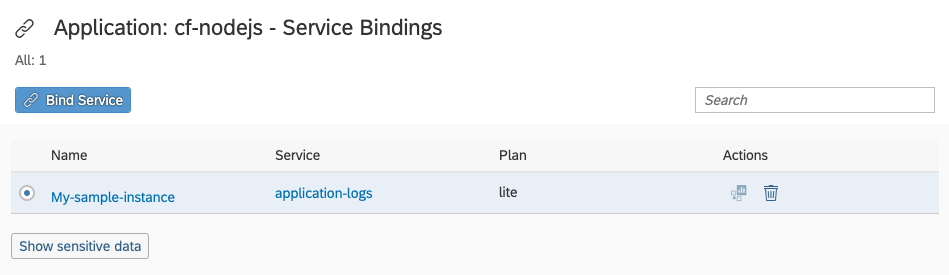 Application: cf-nodejs - Service Bindings
All: 1
Bind Service
Search
Name Service Plan Actions
My-sample-instance application-logs lite
Show sensitive data